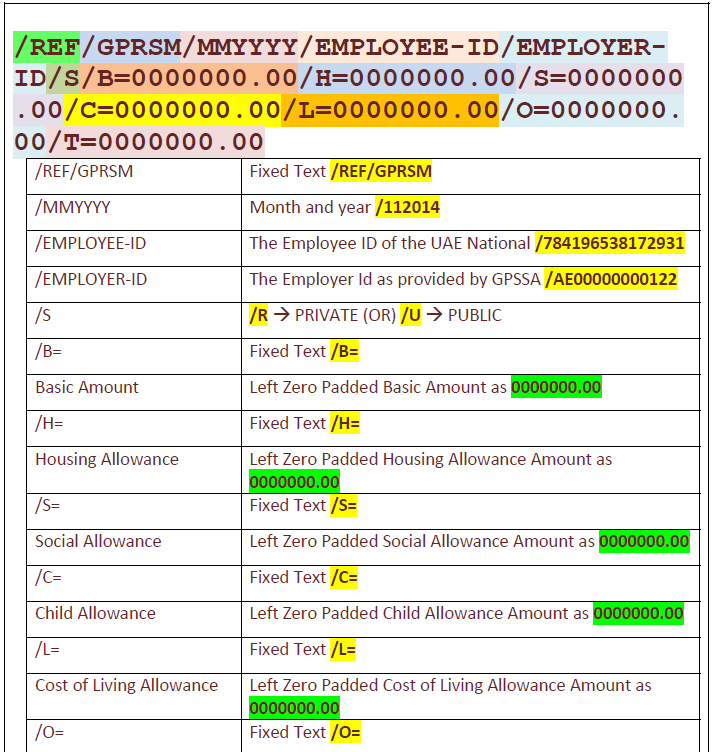 /REF/GPRSM/MMYYYY/EMPLOYEE-ID/EMPLOYER-
ID/S/B=0000000.00/H=0000000.00/S=0000000
.00/C=0000000.00/L=0000000.00/O=0000000.
00/T=0000000.00
/REF/GPRSM Fixed Text /REF/GPRSM
/MMYYYY Month and year /112014
/EMPLOYEE-ID The Employee ID of the UAE National /784196538172931
/EMPLOYER-ID The Employer Id as provided by GPSSA /AE00000000122
/S /R → PRIVATE (OR) /U → PUBLIC
/B= Fixed Text /B=
Basic Amount Left Zero Padded Basic Amount as 0000000.00
/H= Fixed Text /H=
Housing Allowance Left Zero Padded Housing Allowance Amount as
0000000.00
/S= Fixed Text /S=
Social Allowance Left Zero Padded Social Allowance Amount as 0000000.00
/C= Fixed Text /C=
Child Allowance Left Zero Padded Child Allowance Amount as 0000000.00
/L= Fixed Text /L=
Cost of Living Allowance Left Zero Padded Cost of Living Allowance Amount as
0000000.00
/O= Fixed Text /O=